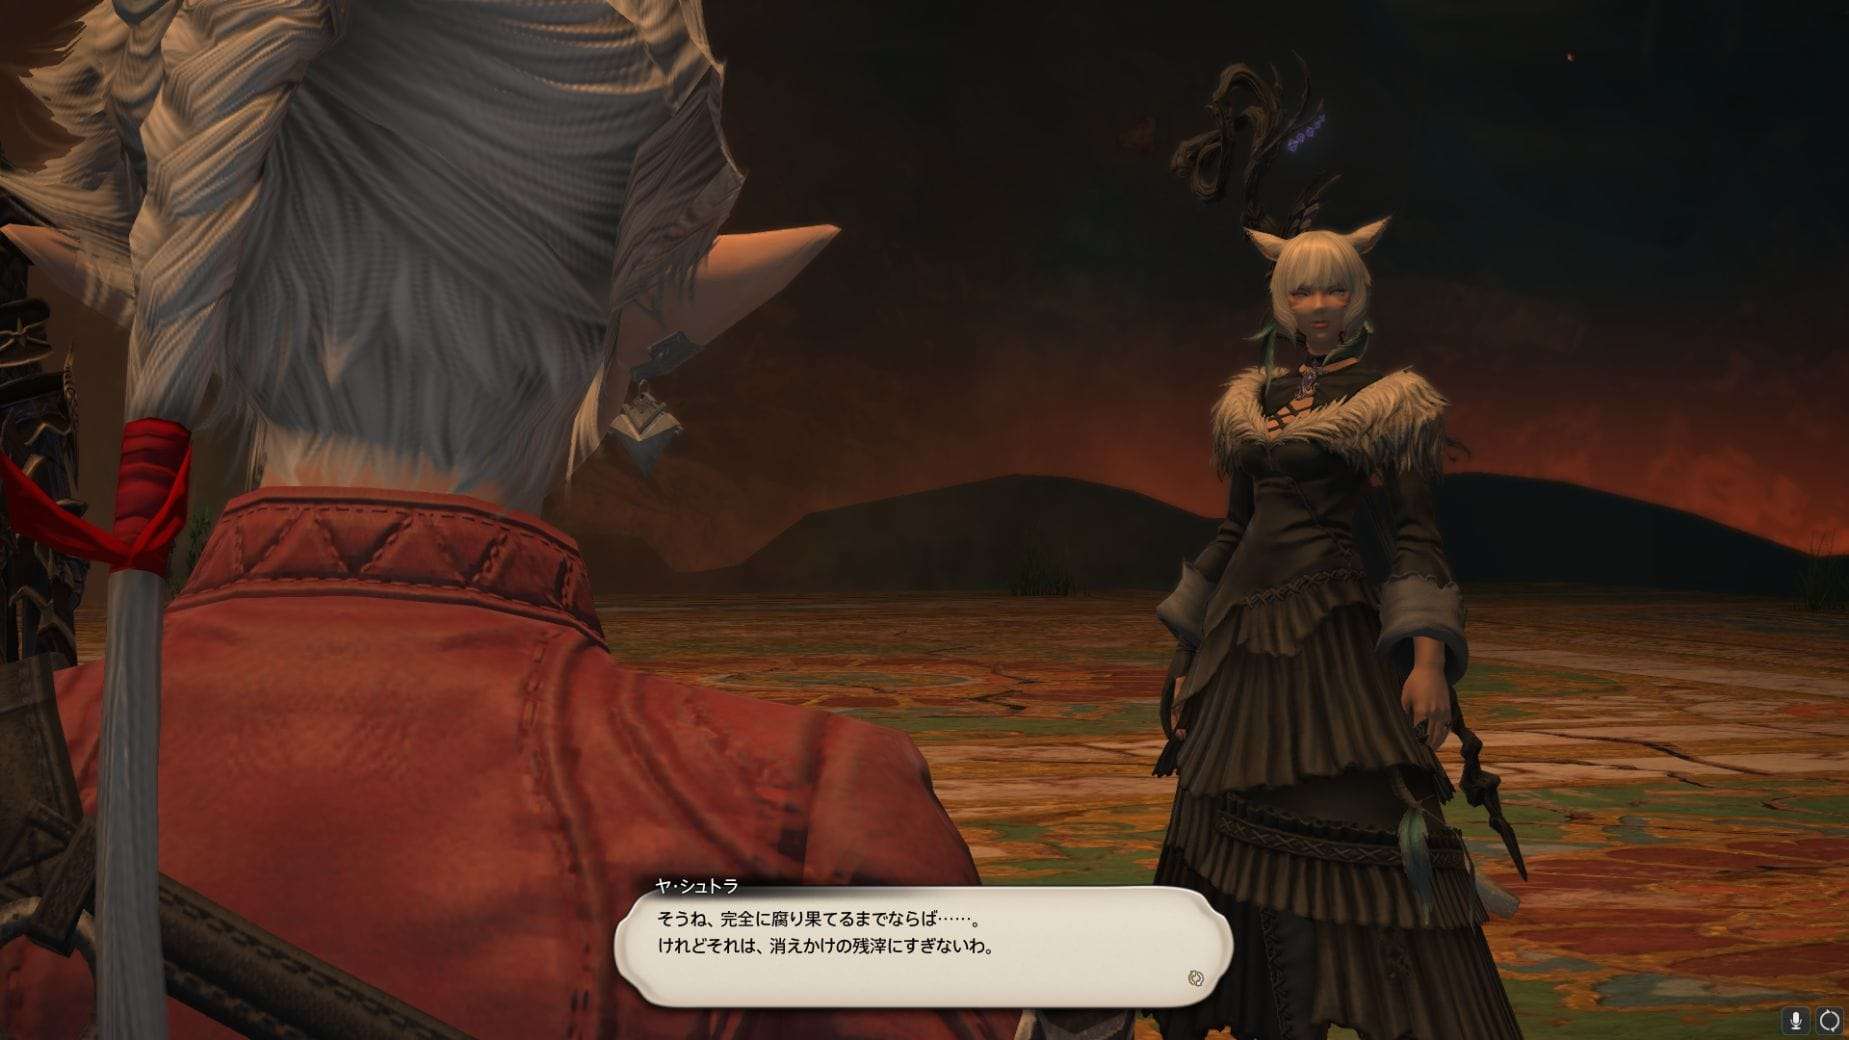 ヤ・シュトラ
そうね、完全に腐り果てるまでならば……。
けれどそれは、消えかけの残滓にすぎないわ。